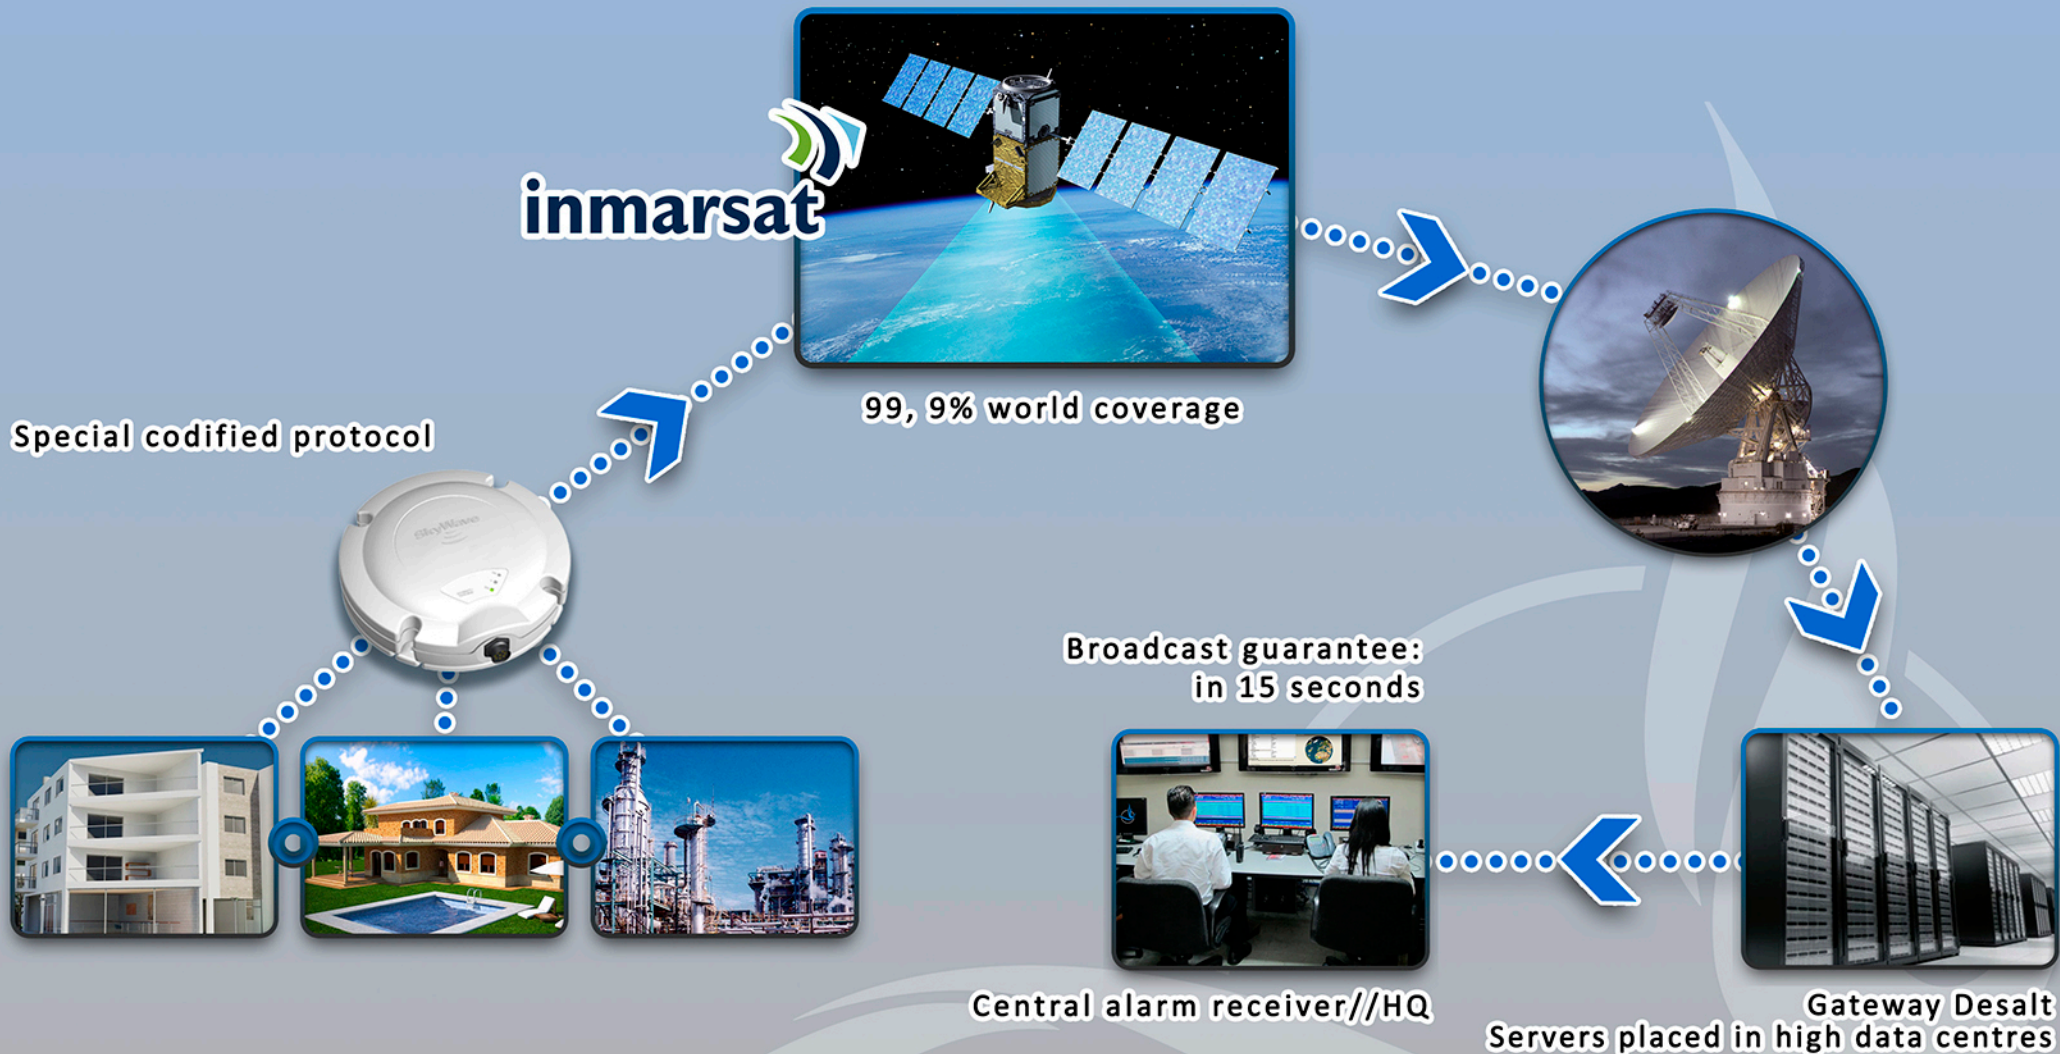 inmarsat
99, 9% world coverage
Special codified protocol
SkyWave
Broadcast guarantee:
in 15 seconds
Central alarm receiver//HQ
Gateway Desalt
Servers placed in high data centres